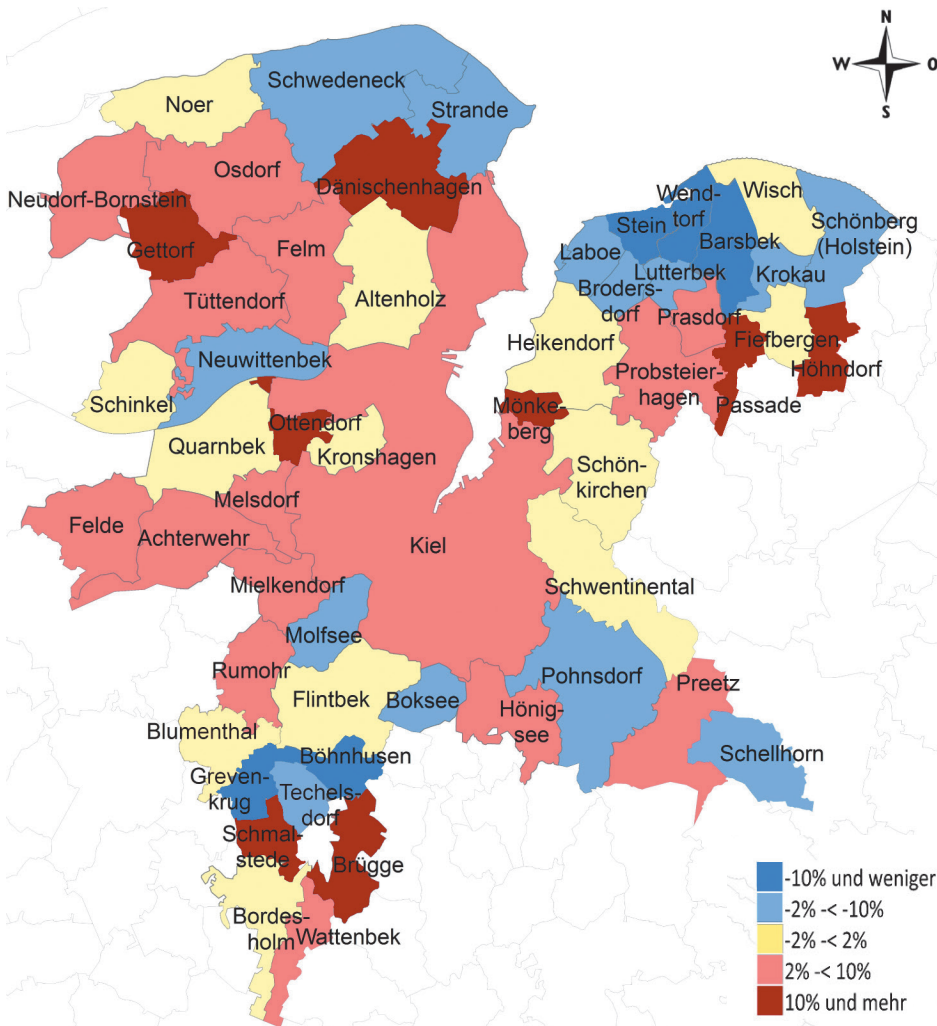 N
W
O
S
Schwedeneck
Noer
Strande
Osdorf
Dänischenhagen
Neudorf-Bornstein
Gettorf
Felm
Tüttendorf
Altenholz
Neuwittenbek
Schinkel
Ottendorf
Quarnbek
Kronshagen
Melsdorf
Felde
Achterwehr
Kiel
Mielkendorf
Molfsee
Rumohr
Flintbek
Boksee
Blumenthal
Böhnhusen
Greven-
krug
Techels-
dorf
Schmal-
stede
Brügge
Bordes-
holm
Wattenbek
Wend-
torf
Wisch
Stein
Barsbek
Schönberg
(Holstein)
Laboe
Lutterbek
Krokau
Broders-
dorf
Prasdorf
Heikendorf
Fiefbergen
Höhndorf
Probsteier-
hagen
Passade
Mönke-
berg
Schön-
kirchen
Schwentinental
Pohnsdorf
Preetz
Hönig-
see
Schellhorn
-10% und weniger
-2% -< -10%
-2% -< 2%
2% -< 10%
10% und mehr